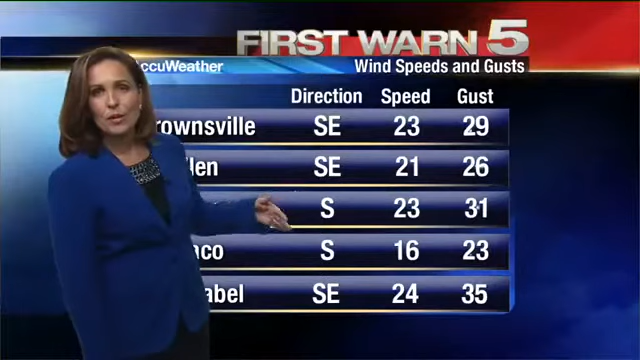 FIRST WARN 5
ccuWeather Wind Speeds and Gusts
Direction Speed Gust
rownsville SE 23 29
llen SE 21 26
S 23 31
aco S 16 23
abel SE 24 35